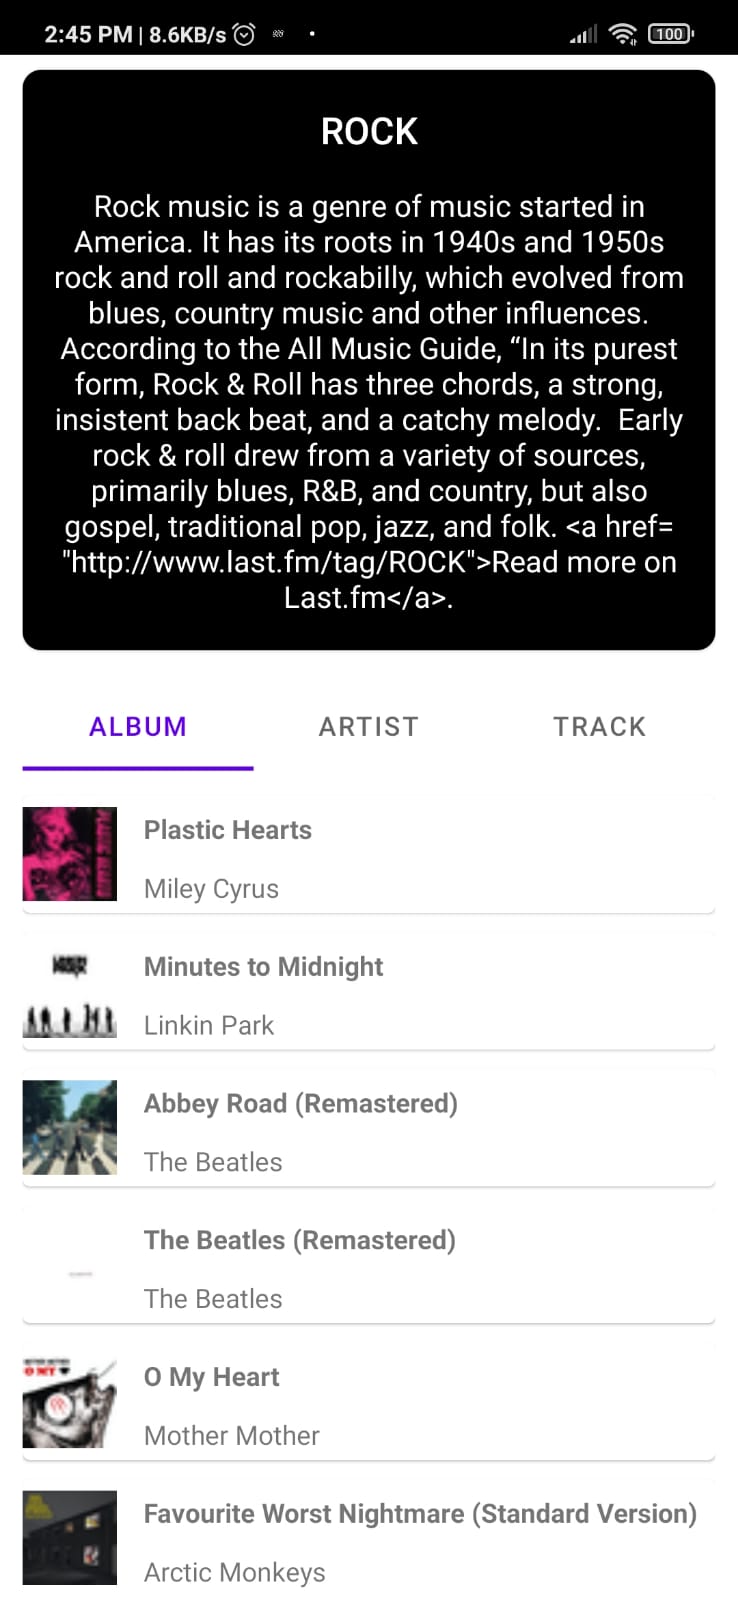 2:45 PM | 8.6KB/s
100
ROCK
Rock music is a genre of music started in
America. It has its roots in 1940s and 1950s
rock and roll and rockabilly, which evolved from
blues, country music and other influences.
According to the All Music Guide, “In its purest
form, Rock & Roll has three chords, a strong,
insistent back beat, and a catchy melody.  Early
rock & roll drew from a variety of sources,
primarily blues, R&B, and country, but also
gospel, traditional pop, jazz, and folk. <a href=
"http://www.last.fm/tag/ROCK">Read more on
Last.fm</a>.
ALBUM
ARTIST
TRACK
Plastic Hearts
Miley Cyrus
Minutes to Midnight
Linkin Park
Abbey Road (Remastered)
The Beatles
The Beatles (Remastered)
The Beatles
O My Heart
Mother Mother
Favourite Worst Nightmare (Standard Version)
Arctic Monkeys